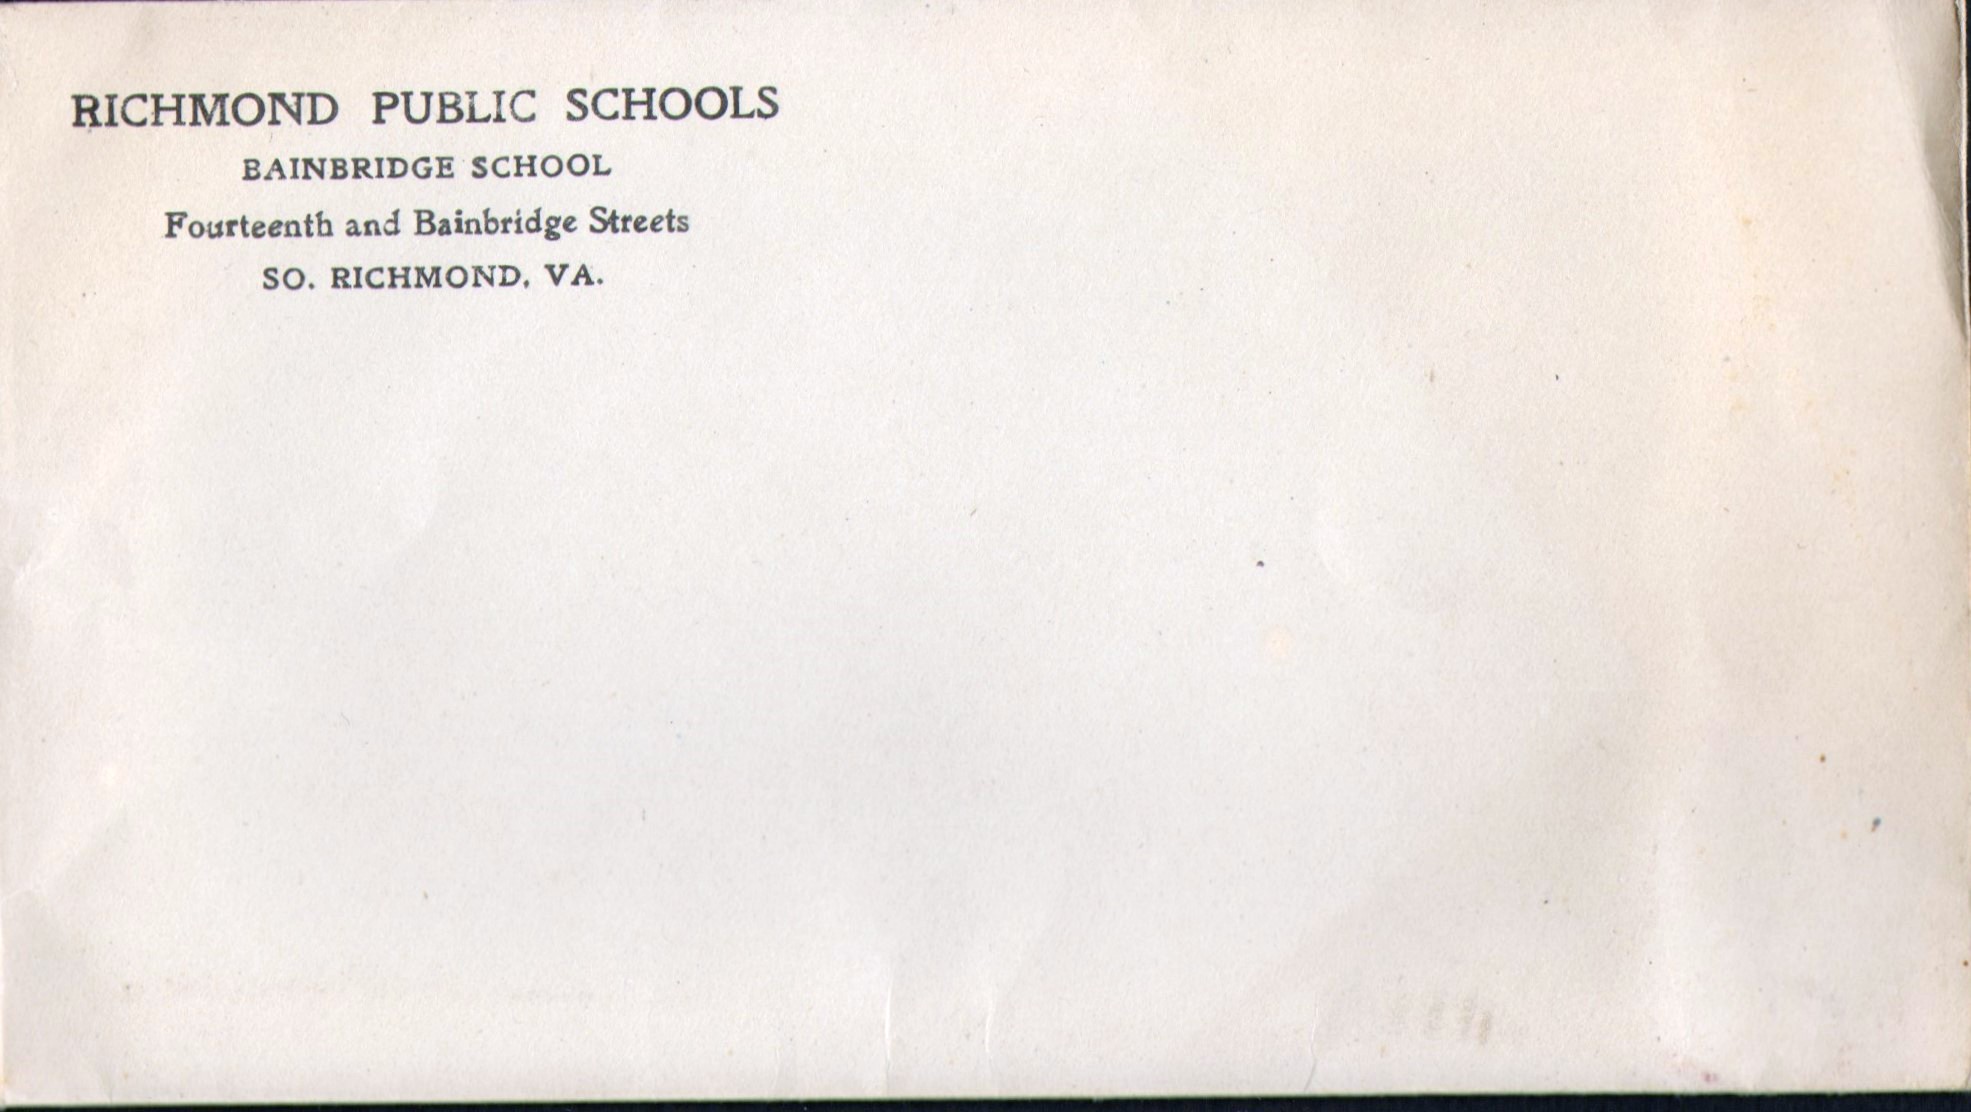 RICHMOND PUBLIC SCHOOLS
BAINBRIDGE SCHOOL
Fourteenth and Bainbridge Streets
SO. RICHMOND, VA.